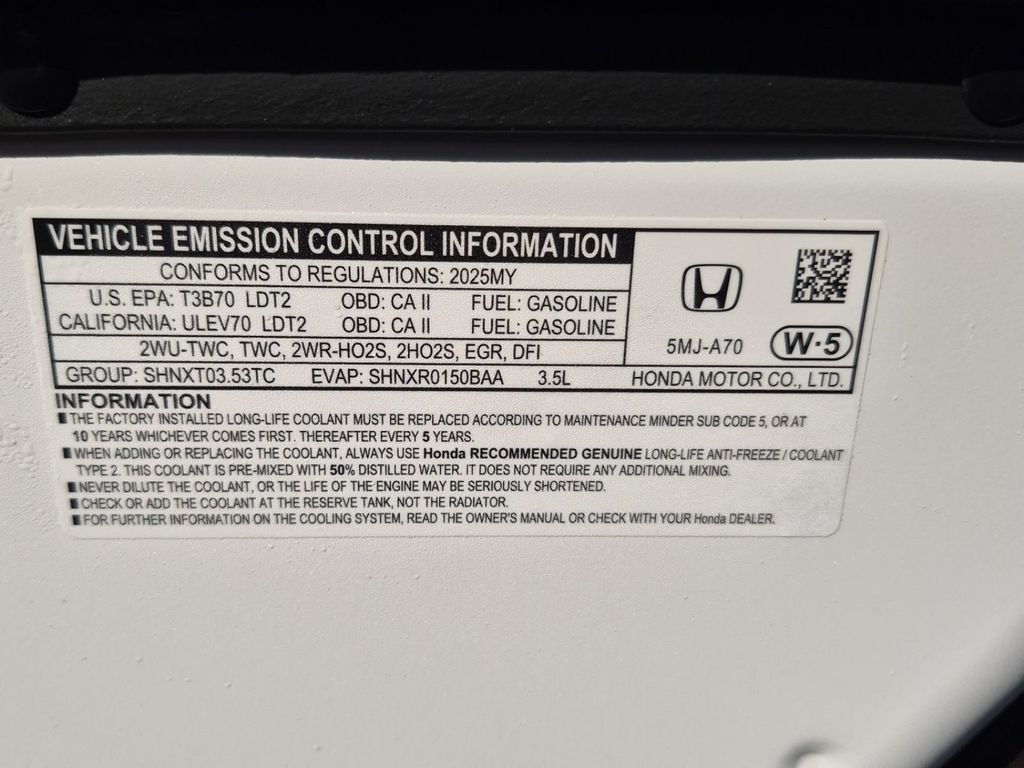 VEHICLE EMISSION CONTROL INFORMATION
CONFORMS TO REGULATIONS: 2025MY
U.S. EPA: T3B70 LDT2 OBD: CA II FUEL: GASOLINE
CALIFORNIA: ULEV70 LDT2 OBD: CA II FUEL: GASOLINE
2WU-TWC, TWC, 2WR-HO2S, 2HO2S, EGR, DFI
5MJ-A70 W·5
GROUP: SHNXT03.53TC EVAP: SHNXR0150BAA 3.5L HONDA MOTOR CO., LTD.
INFORMATION
■ THE FACTORY INSTALLED LONG-LIFE COOLANT MUST BE REPLACED ACCORDING TO MAINTENANCE MINDER SUB CODE 5, OR AT
10 YEARS WHICHEVER COMES FIRST. THEREAFTER EVERY 5 YEARS.
■ WHEN ADDING OR REPLACING THE COOLANT, ALWAYS USE Honda RECOMMENDED GENUINE LONG-LIFE ANTI-FREEZE / COOLANT
TYPE 2. THIS COOLANT IS PRE-MIXED WITH 50% DISTILLED WATER. IT DOES NOT REQUIRE ANY ADDITIONAL MIXING.
■ NEVER DILUTE THE COOLANT, OR THE LIFE OF THE ENGINE MAY BE SERIOUSLY SHORTENED.
■ CHECK OR ADD THE COOLANT AT THE RESERVE TANK, NOT THE RADIATOR.
■ FOR FURTHER INFORMATION ON THE COOLING SYSTEM, READ THE OWNER'S MANUAL OR CHECK WITH YOUR Honda DEALER.